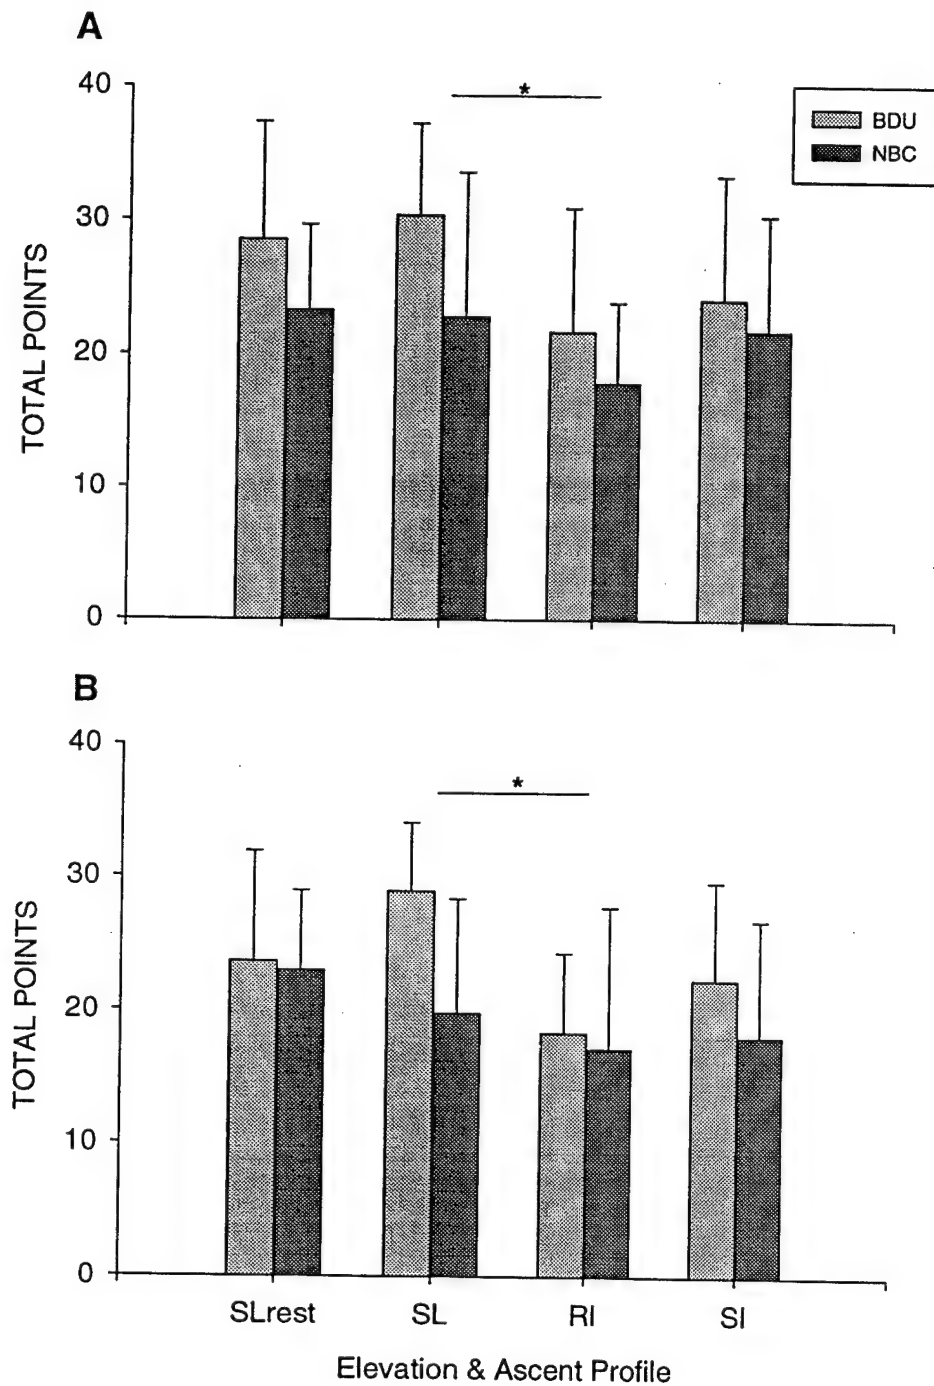 A
40
30
20
10
0
TOTAL POINTS
*
BDU
NBC
B
40
30
20
10
0
TOTAL POINTS
*
SLrest SL RI SI
Elevation & Ascent Profile